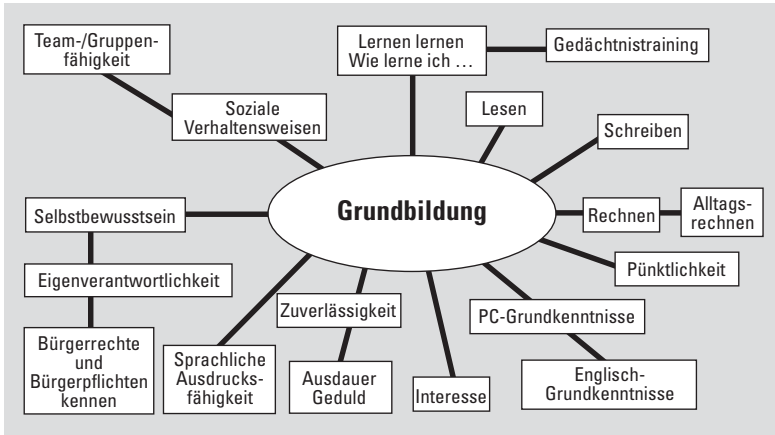 Team-/Gruppen-
fähigkeit
Lernen lernen
Wie lerne ich …
Gedächtnistraining
Soziale
Verhaltensweisen
Lesen
Schreiben
Selbstbewusstsein
Grundbildung
Rechnen
Alltags-
rechnen
Eigenverantwortlichkeit
Pünktlichkeit
Zuverlässigkeit
PC-Grundkenntnisse
Bürgerrechte
und
Bürgerpflichten
kennen
Sprachliche
Ausdrucks-
fähigkeit
Ausdauer
Geduld
Interesse
Englisch-
Grundkenntnisse